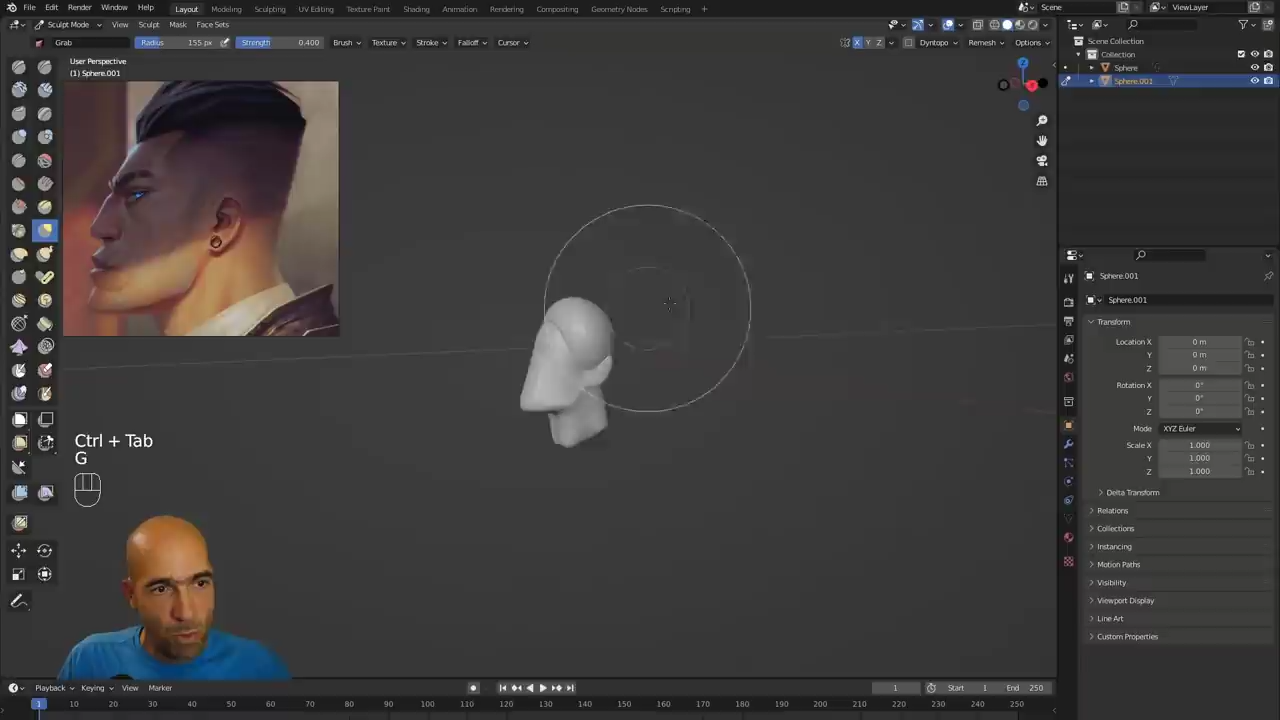 File Edit Render Window Help Layout Modeling Sculpting UV Editing Texture Paint Shading Animation Rendering Compositing Geometry Nodes Scripting + Scene ViewLayer
Sculpt Mode View Sculpt Mask Face Sets
Grab Radius 155 px Strength 0.400 Brush Texture Stroke Falloff Cursor X Y Z Dyntopo Remesh Options
User Perspective
(1) Sphere.001
Z
Scene Collection
Collection
Sphere
Sphere.001
Sphere.001
Sphere.001
Transform
Location X 0 m
Y 0 m
Z 0 m
Rotation X 0°
Y 0°
Z 0°
Mode XYZ Euler
Scale X 1.000
Y 1.000
Z 1.000
Delta Transform
Relations
Collections
Instancing
Motion Paths
Visibility
Viewport Display
Line Art
Custom Properties
Ctrl + Tab
G
Playback Keying View Marker 1 Start 1 End 250
1 10 20 30 40 50 60 70 80 90 100 110 120 130 140 150 160 170 180 190 200 210 220 230 240 250